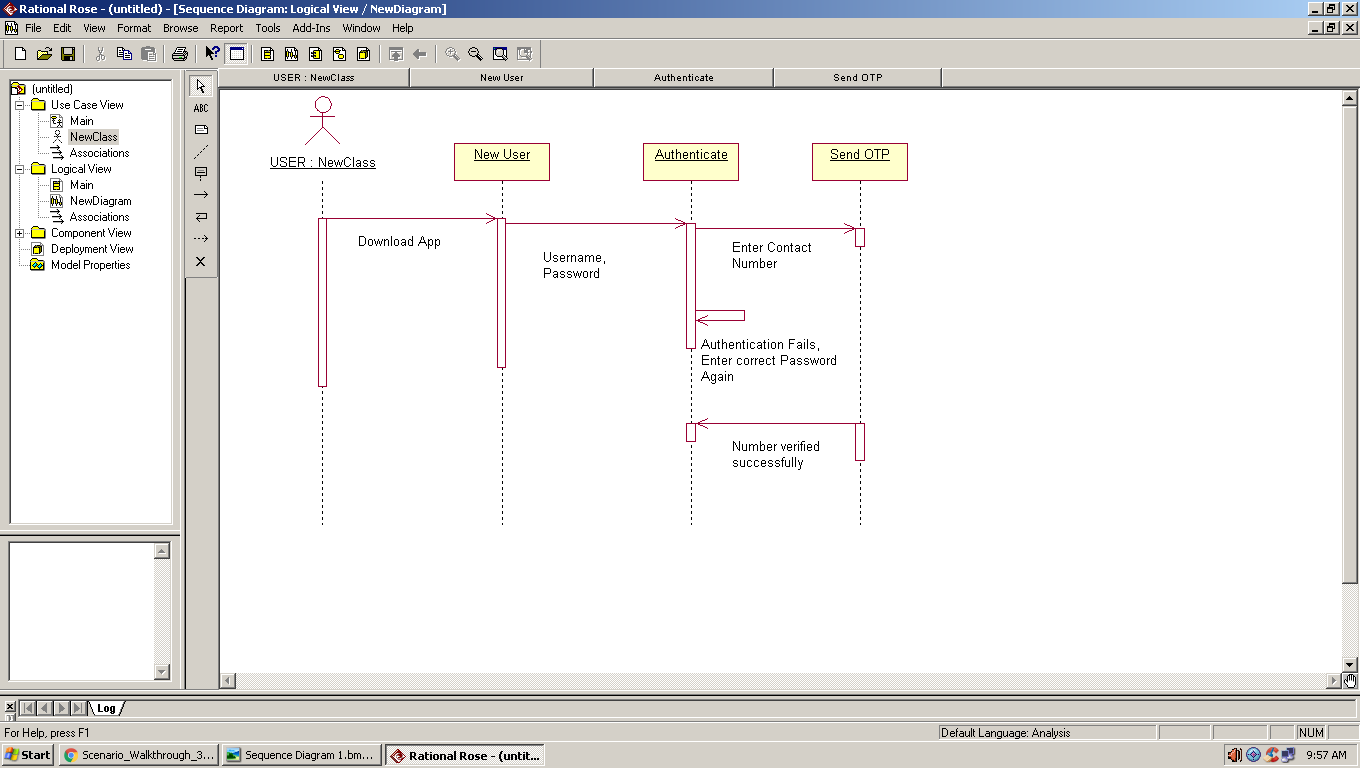 Rational Rose - (untitled) - [Sequence Diagram: Logical View / NewDiagram]
File Edit View Format Browse Report Tools Add-Ins Window Help
USER : NewClass New User Authenticate Send OTP
(untitled)
Use Case View
Main
NewClass
Associations
Logical View
Main
NewDiagram
Associations
Component View
Deployment View
Model Properties
ABC
USER : NewClass
New User
Authenticate
Send OTP
Download App
Username,
Password
Enter Contact
Number
Authentication Fails,
Enter correct Password
Again
Number verified
successfully
Log
For Help, press F1
Default Language: Analysis
NUM
Start
Scenario_Walkthrough_3...
Sequence Diagram 1.bm...
Rational Rose - (untit...
9:57 AM